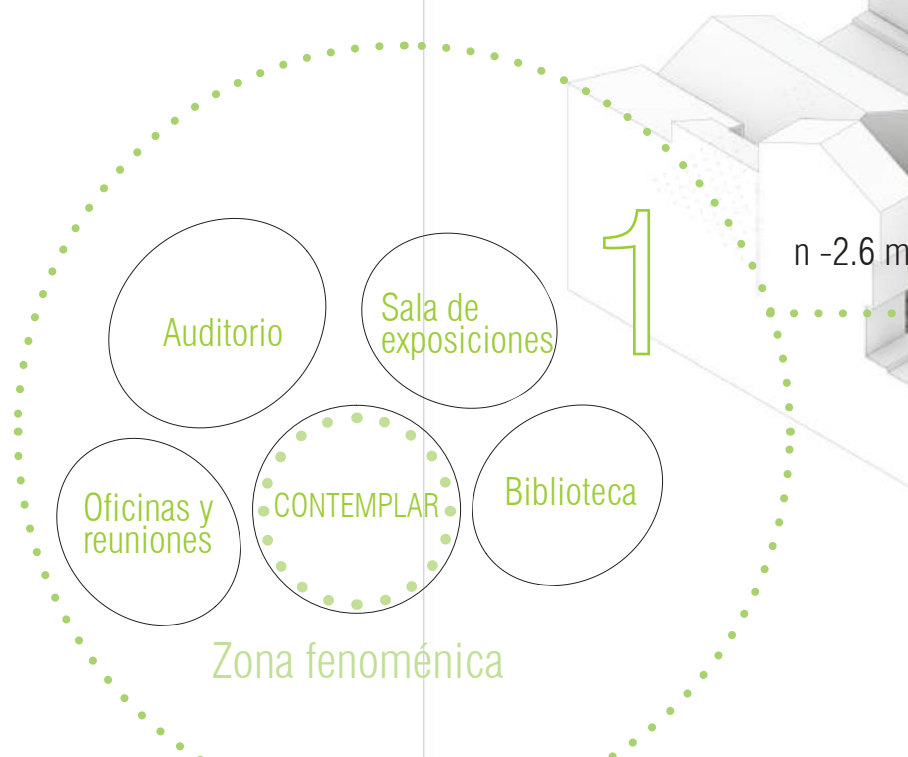 1
n -2.6 m
Auditorio
Sala de
exposiciones
Oficinas y
reuniones
CONTEMPLAR
Biblioteca
Zona fenoménica